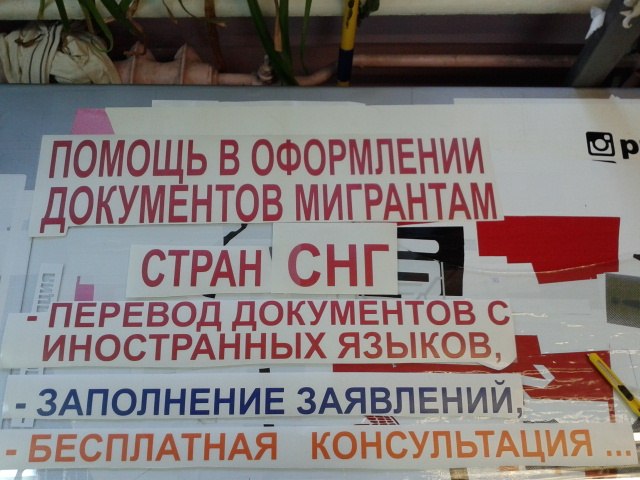 ПОМОЩЬ В ОФОРМЛЕНИИ
ДОКУМЕНТОВ МИГРАНТАМ
СТРАН СНГ
- ПЕРЕВОД ДОКУМЕНТОВ С
ИНОСТРАННЫХ ЯЗЫКОВ,
- ЗАПОЛНЕНИЕ ЗАЯВЛЕНИЙ,
- БЕСПЛАТНАЯ КОНСУЛЬТАЦИЯ ...